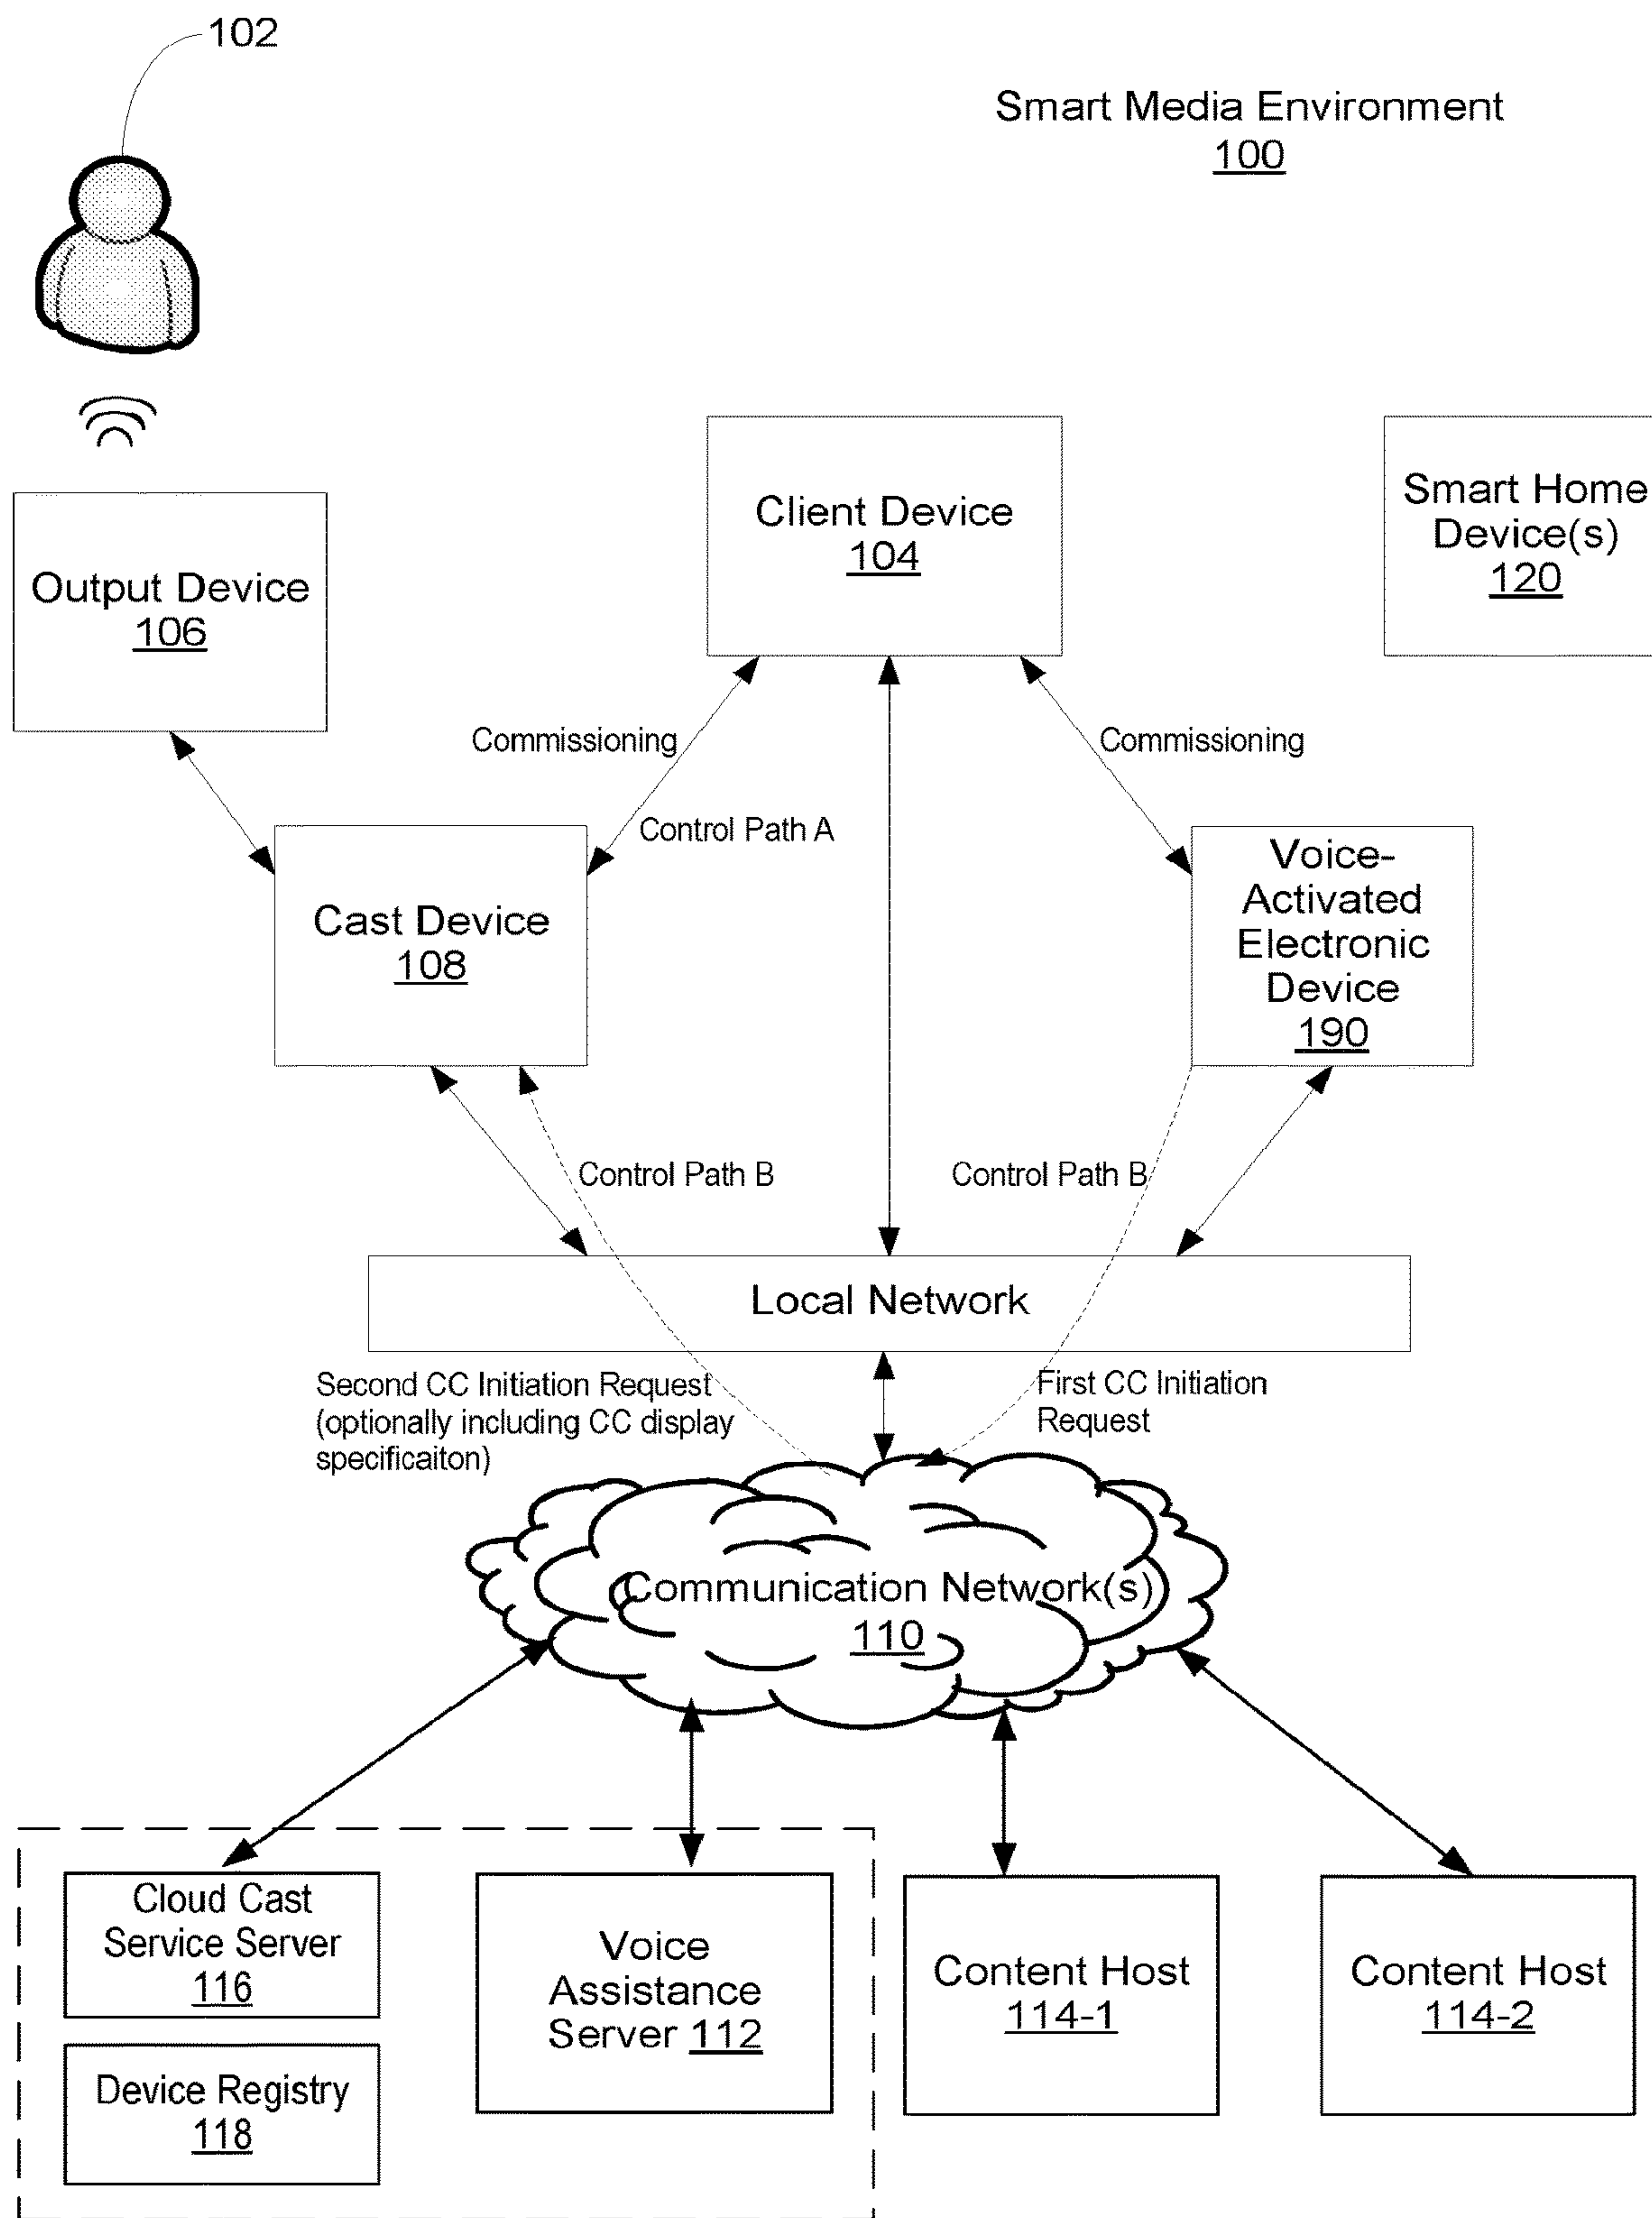 102
Smart Media Environment
100
Client Device
104
Smart Home
Device(s)
120
Output Device
106
Commissioning
Commissioning
Control Path A
Cast Device
108
Voice-
Activated
Electronic
Device
190
Control Path B
Control Path B
Local Network
Second CC Initiation Request
(optionally including CC display
specificaiton)
First CC Initiation
Request
Communication Network(s)
110
Cloud Cast
Service Server
116
Voice
Assistance
Server 112
Content Host
114-1
Content Host
114-2
Device Registry
118